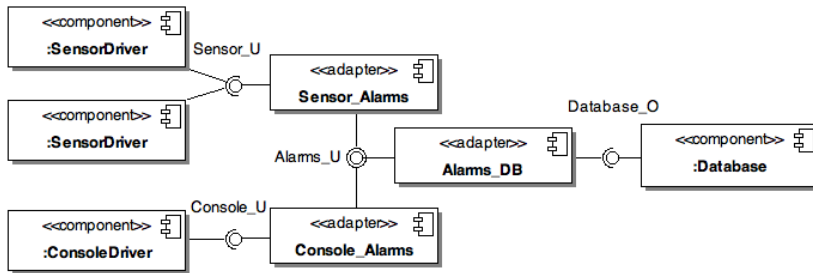 <<component>>
:SensorDriver
Sensor_U
<<adapter>>
Sensor_Alarms
<<component>>
:SensorDriver
Database_O
Alarms_U
<<adapter>>
Alarms_DB
<<component>>
:Database
Console_U
<<component>>
:ConsoleDriver
<<adapter>>
Console_Alarms